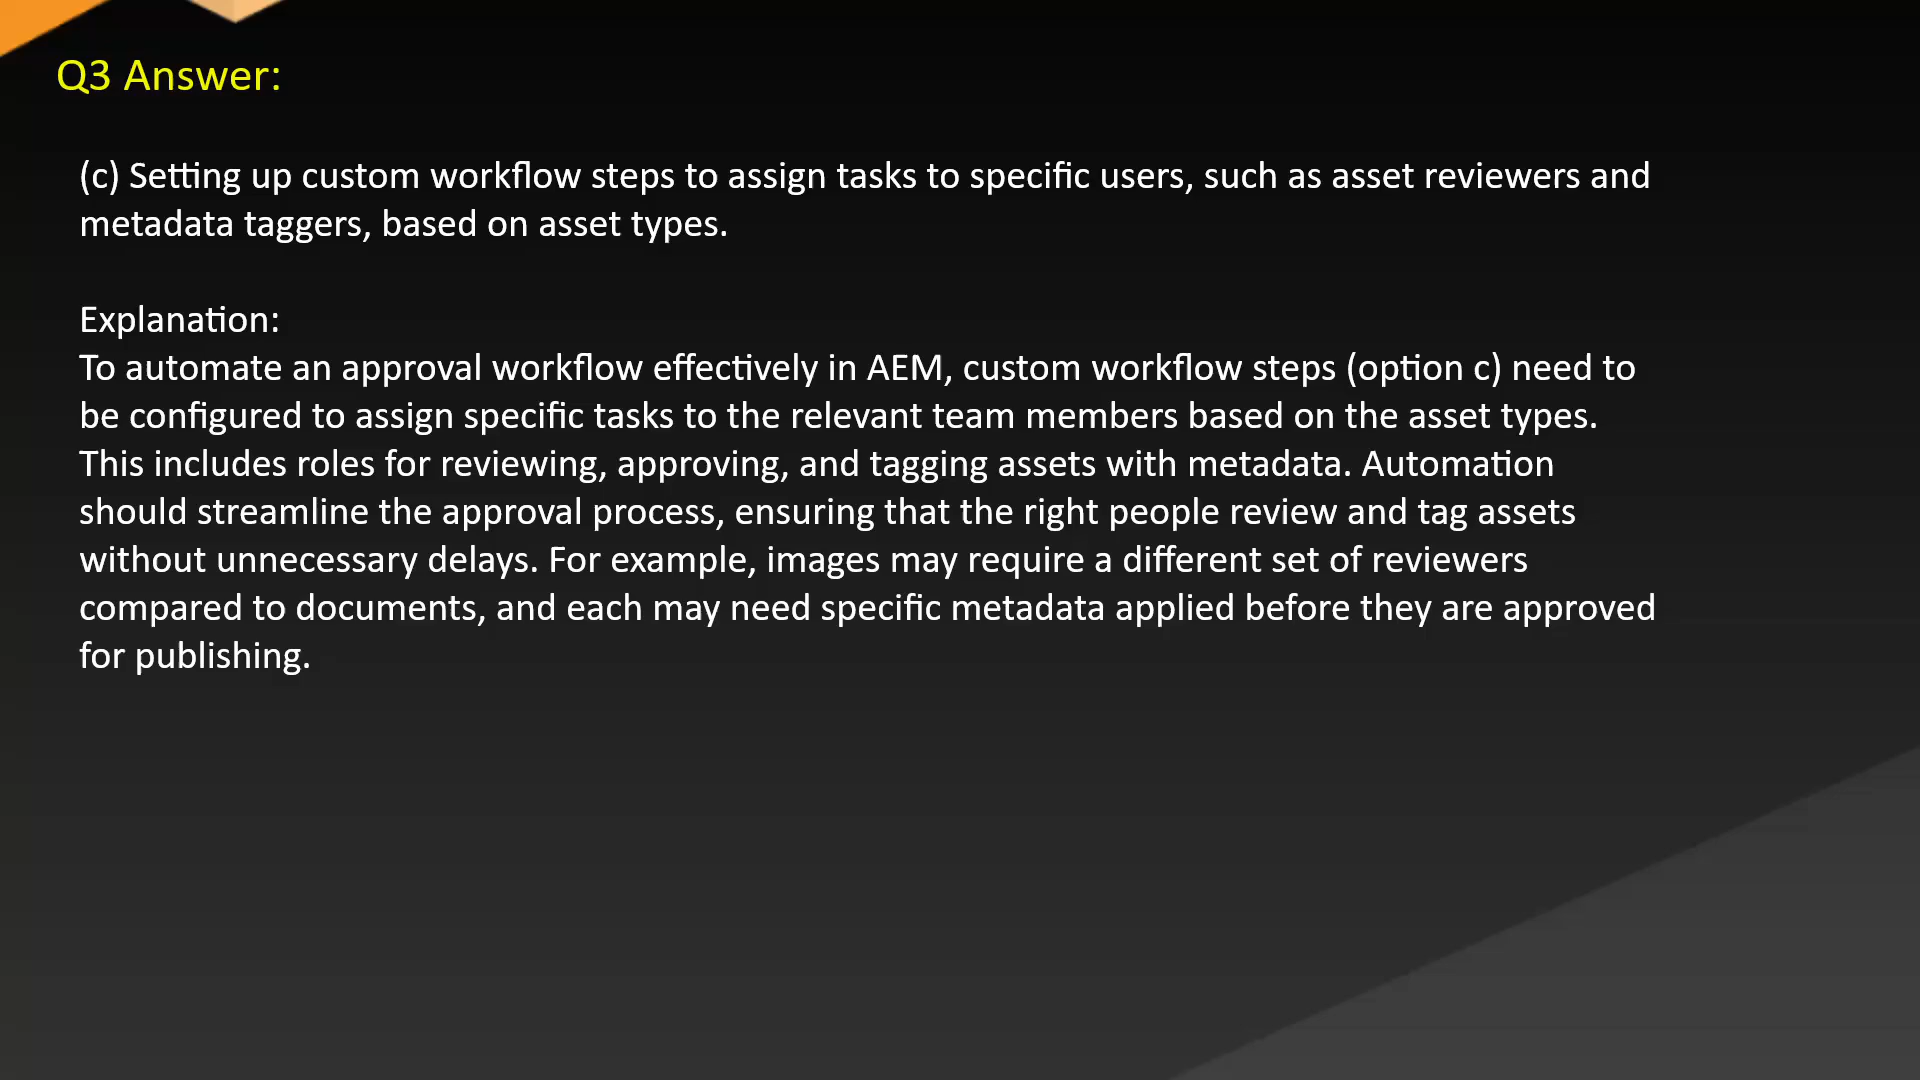 Q3 Answer:
(c) Setting up custom workflow steps to assign tasks to specific users, such as asset reviewers and
metadata taggers, based on asset types.
Explanation:
To automate an approval workflow effectively in AEM, custom workflow steps (option c) need to
be configured to assign specific tasks to the relevant team members based on the asset types.
This includes roles for reviewing, approving, and tagging assets with metadata. Automation
should streamline the approval process, ensuring that the right people review and tag assets
without unnecessary delays. For example, images may require a different set of reviewers
compared to documents, and each may need specific metadata applied before they are approved
for publishing.